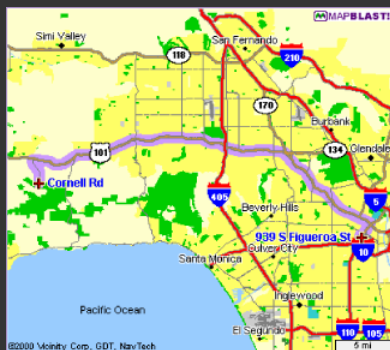 MAPBLAST!
Simi Valley
San Fernando
118
210
170
Burbank
134
Glendale
101
Cornell Rd
405
5
Beverly Hills
939 S Figueroa St
Culver City
10
Santa Monica
Inglewood
Pacific Ocean
El Segundo
110
105
©2000 Vicinity Corp, GDT, NavTech
5 mi